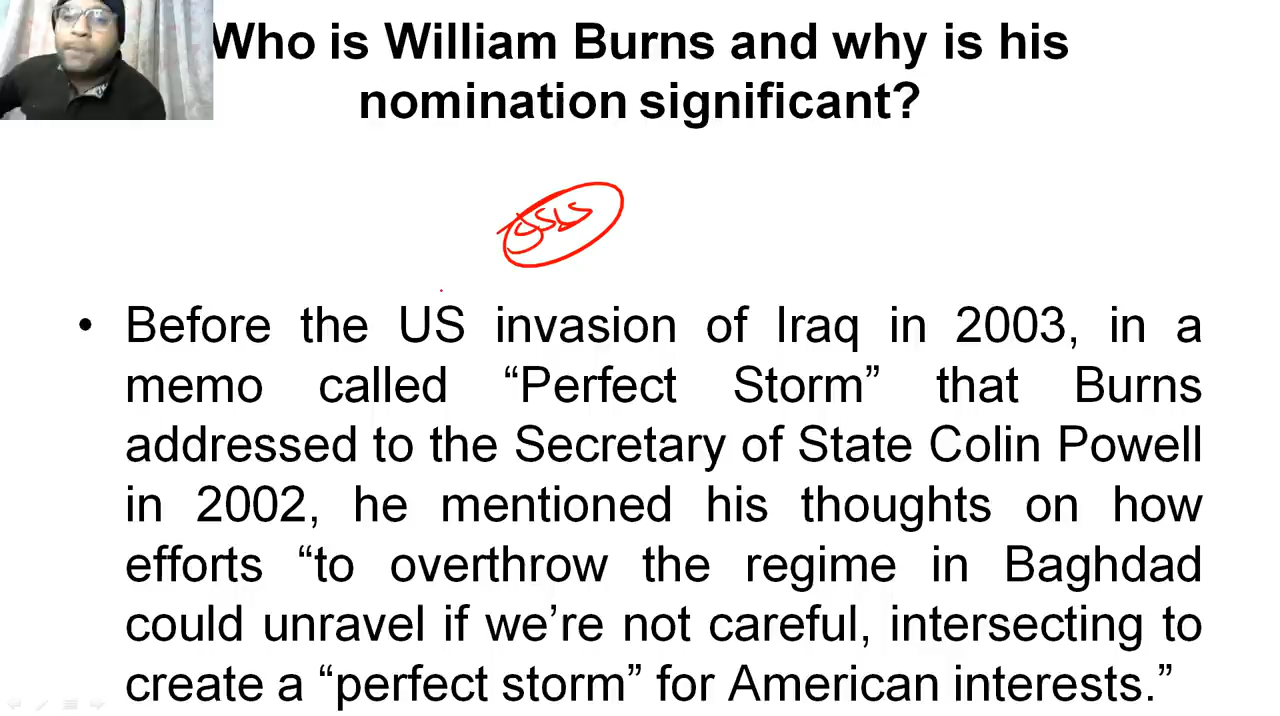 Who is William Burns and why is his
nomination significant?
• Before the US invasion of Iraq in 2003, in a
memo called “Perfect Storm” that Burns
addressed to the Secretary of State Colin Powell
in 2002, he mentioned his thoughts on how
efforts “to overthrow the regime in Baghdad
could unravel if we’re not careful, intersecting to
create a “perfect storm” for American interests.”